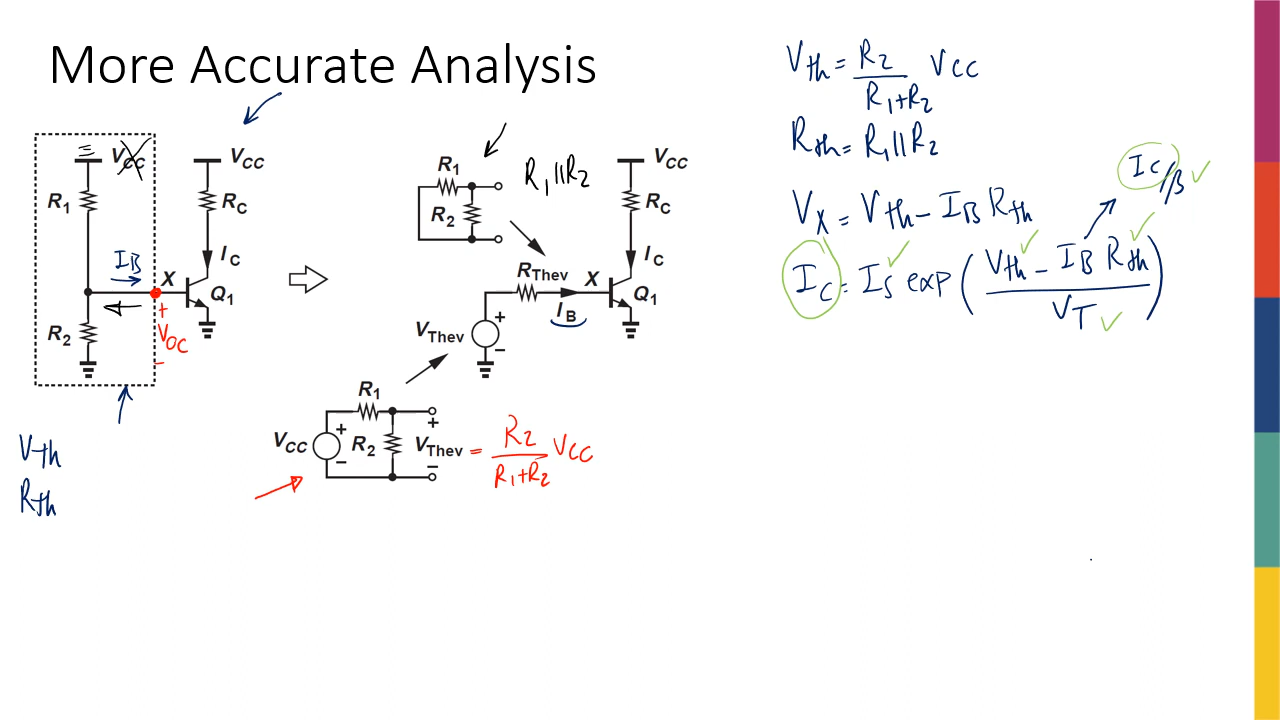 More Accurate Analysis
VCC
R1
IB
X
R2
+
VOC
-
VCC
RC
IC
Q1
Vth
Rth
R1
R2
R1||R2
RThev
X
IB
VThev
+
-
VCC
RC
IC
Q1
VCC
+
-
R1
R2
+
VThev = R2 / (R1+R2) VCC
-
Vth = R2 / (R1+R2) VCC
Rth = R1||R2
VX = Vth - IB Rth
IC/β
IC = IS exp ( (Vth - IB Rth) / VT )